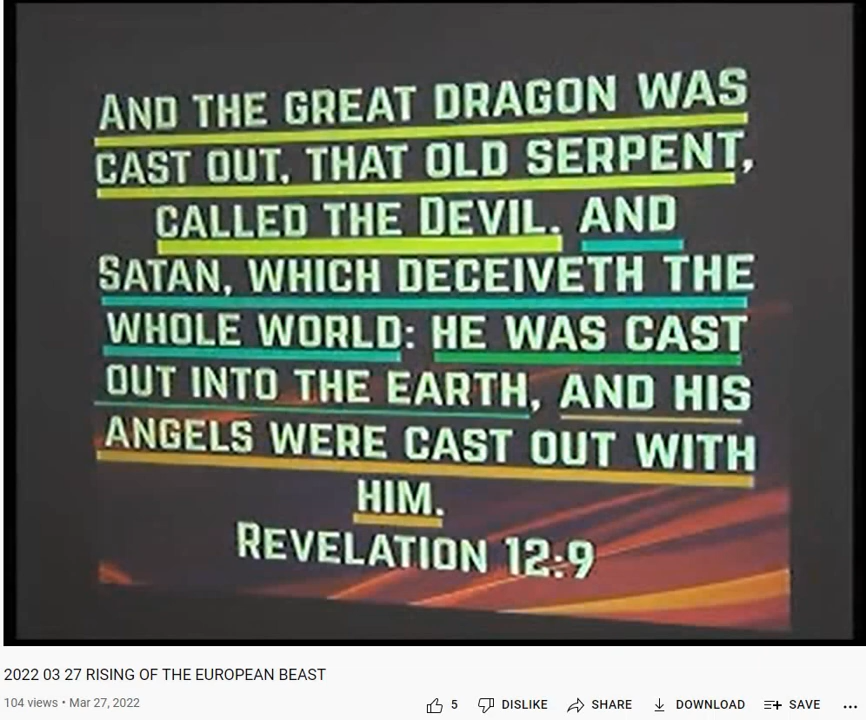 AND THE GREAT DRAGON WAS
CAST OUT, THAT OLD SERPENT,
CALLED THE DEVIL. AND
SATAN, WHICH DECEIVETH THE
WHOLE WORLD: HE WAS CAST
OUT INTO THE EARTH, AND HIS
ANGELS WERE CAST OUT WITH
HIM.
REVELATION 12:9
2022 03 27 RISING OF THE EUROPEAN BEAST
104 views • Mar 27, 2022 5 DISLIKE SHARE DOWNLOAD SAVE